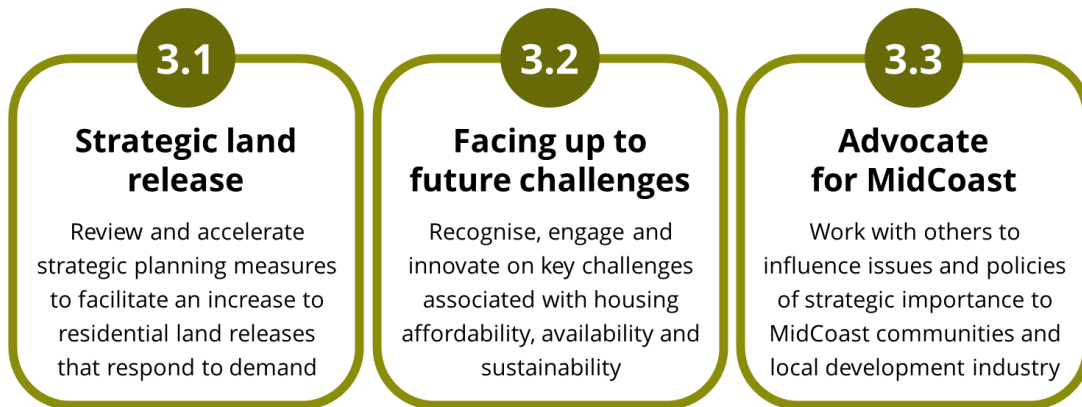 3.1
Strategic land
release
Review and accelerate
strategic planning measures
to facilitate an increase to
residential land releases
that respond to demand
3.2
Facing up to
future challenges
Recognise, engage and
innovate on key challenges
associated with housing
affordability, availability and
sustainability
3.3
Advocate
for MidCoast
Work with others to
influence issues and policies
of strategic importance to
MidCoast communities and
local development industry